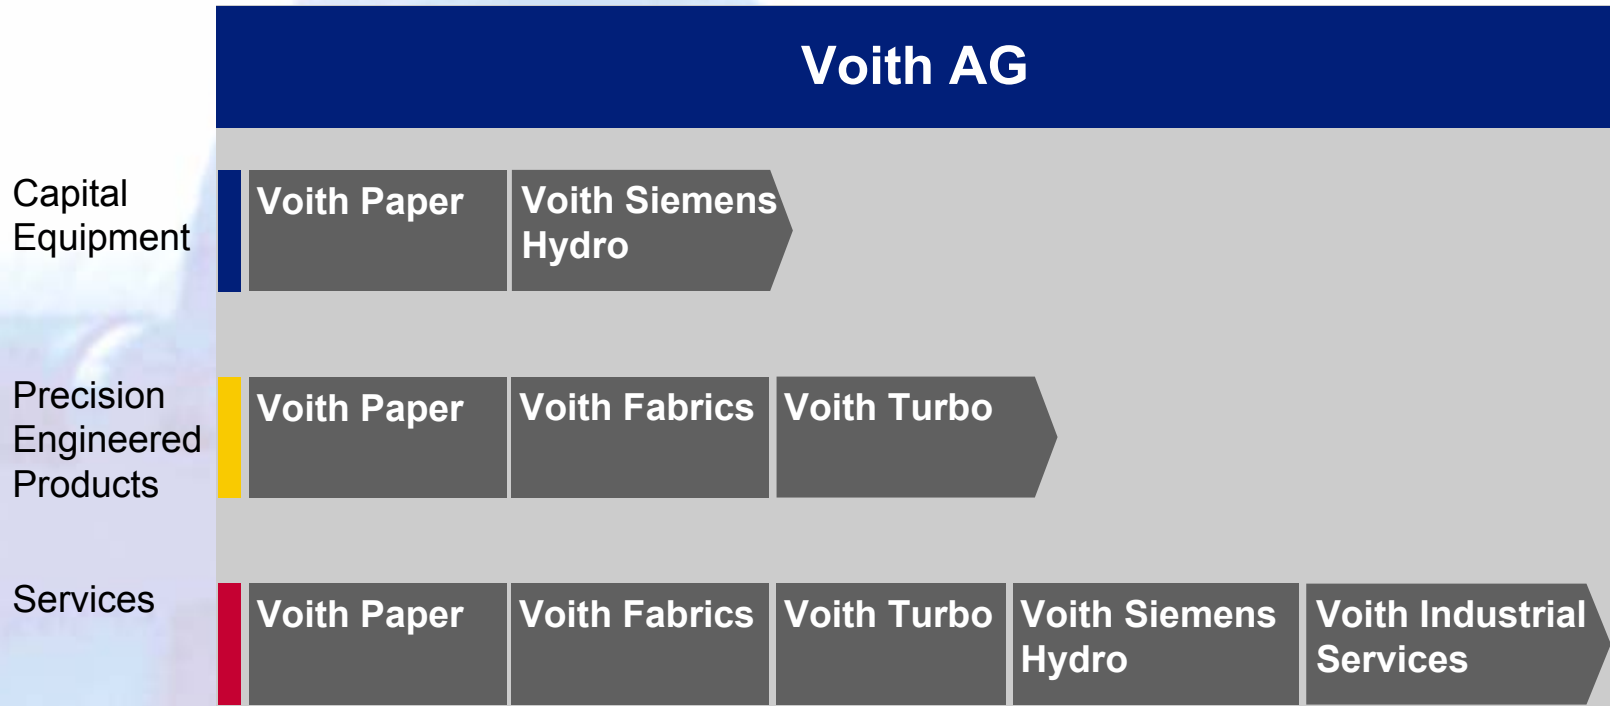 Voith AG
Capital
Equipment
Voith Paper
Voith Siemens
Hydro
Precision
Engineered
Products
Voith Paper
Voith Fabrics
Voith Turbo
Services
Voith Paper
Voith Fabrics
Voith Turbo
Voith Siemens
Hydro
Voith Industrial
Services